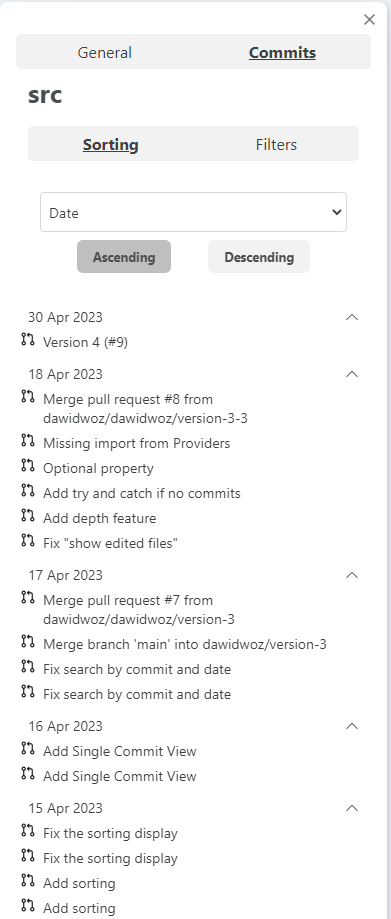 General Commits
src
Sorting Filters
Date
Ascending Descending
30 Apr 2023
Version 4 (#9)
18 Apr 2023
Merge pull request #8 from
dawidwoz/dawidwoz/version-3-3
Missing import from Providers
Optional property
Add try and catch if no commits
Add depth feature
Fix "show edited files"
17 Apr 2023
Merge pull request #7 from
dawidwoz/dawidwoz/version-3
Merge branch 'main' into dawidwoz/version-3
Fix search by commit and date
Fix search by commit and date
16 Apr 2023
Add Single Commit View
Add Single Commit View
15 Apr 2023
Fix the sorting display
Fix the sorting display
Add sorting
Add sorting